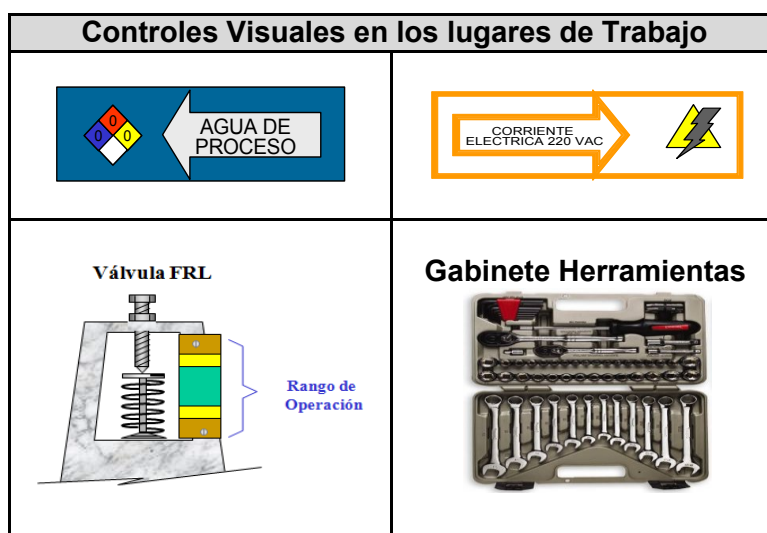 Controles Visuales en los lugares de Trabajo
0
0 0
AGUA DE
PROCESO
CORRIENTE
ELECTRICA 220 VAC
Válvula FRL
Rango de
Operación
Gabinete Herramientas